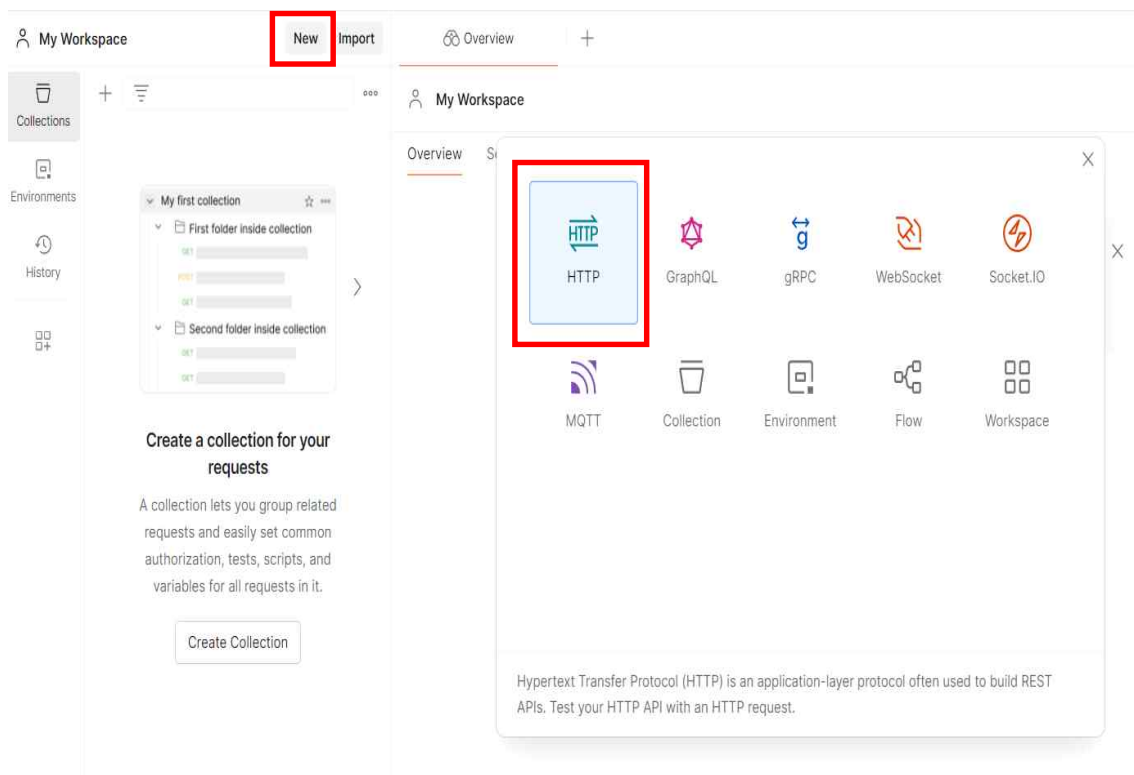 My Workspace
New
Import
Overview
Collections
Environments
History
My first collection
First folder inside collection
GET
POST
GET
Second folder inside collection
GET
GET
Create a collection for your
requests
A collection lets you group related
requests and easily set common
authorization, tests, scripts, and
variables for all requests in it.
Create Collection
My Workspace
Overview
HTTP
HTTP
GraphQL
g
gRPC
WebSocket
Socket.IO
MQTT
Collection
Environment
Flow
Workspace
Hypertext Transfer Protocol (HTTP) is an application-layer protocol often used to build REST
APIs. Test your HTTP API with an HTTP request.